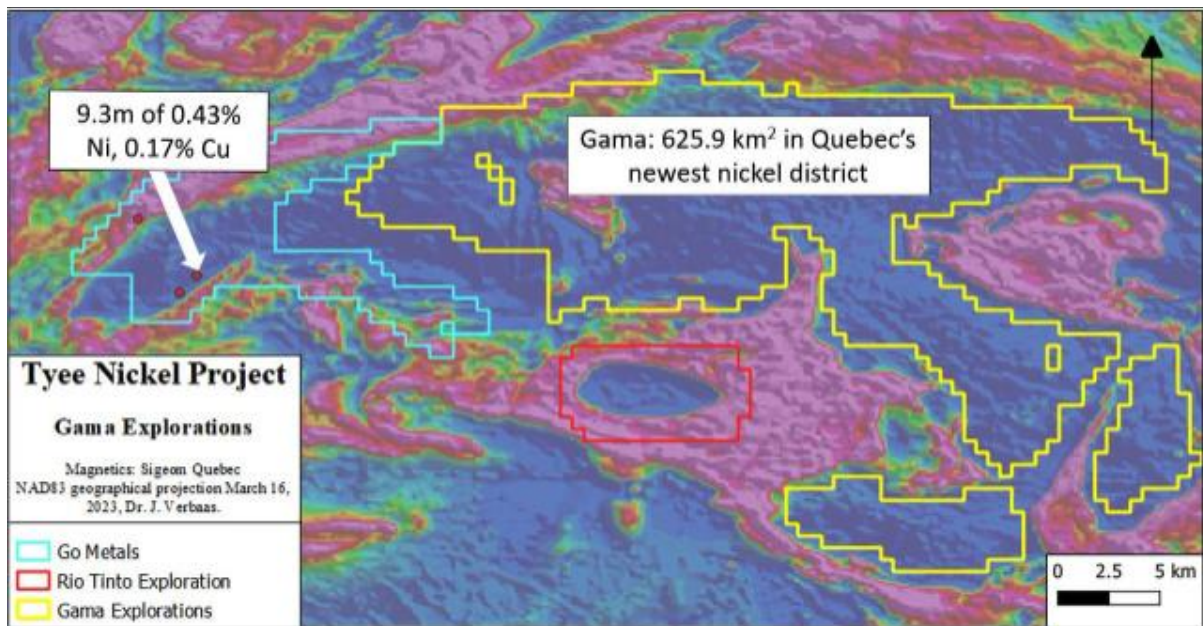 9.3m of 0.43%
Ni, 0.17% Cu
Gama: 625.9 km² in Quebec's
newest nickel district
Tyee Nickel Project
Gama Explorations
Magnetics: Sigeom Quebec
NAD83 geographical projection March 16,
2023, Dr. J. Verbaas.
Go Metals
Rio Tinto Exploration
Gama Explorations
0 2.5 5 km